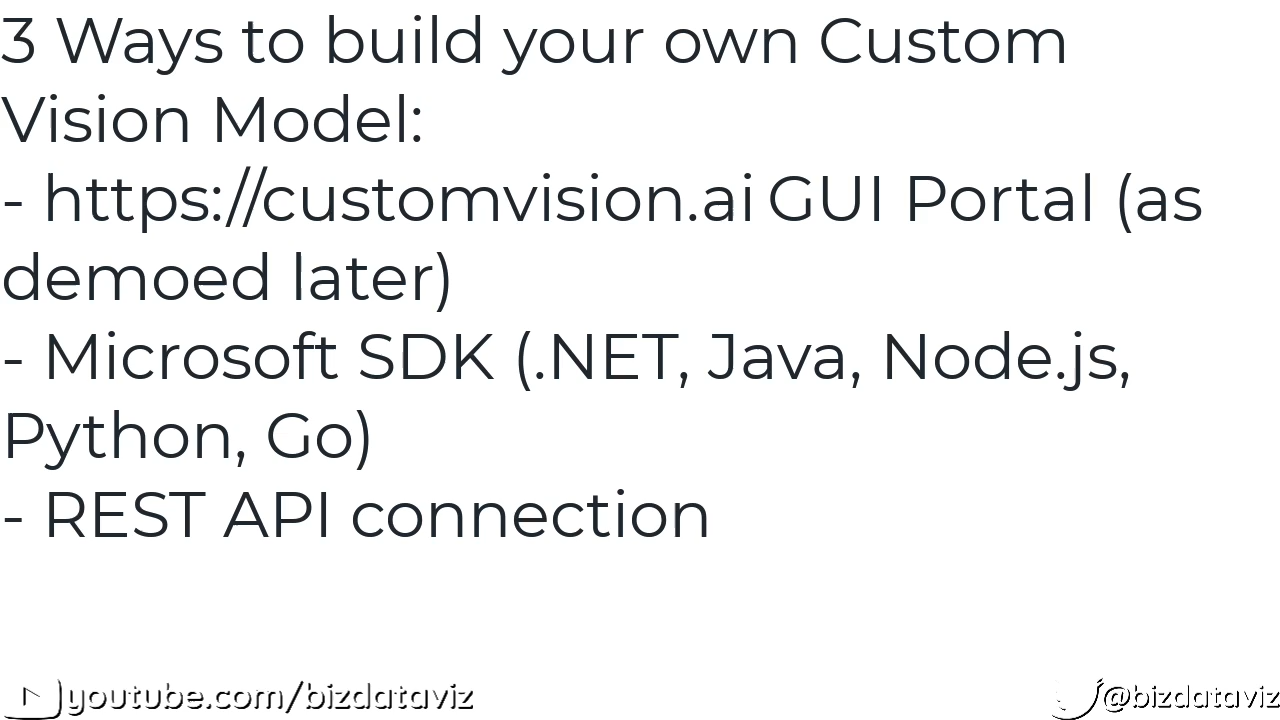 3 Ways to build your own Custom
Vision Model:
- https://customvision.ai GUI Portal (as
demoed later)
- Microsoft SDK (.NET, Java, Node.js,
Python, Go)
- REST API connection
youtube.com/bizdataviz
@bizdataviz